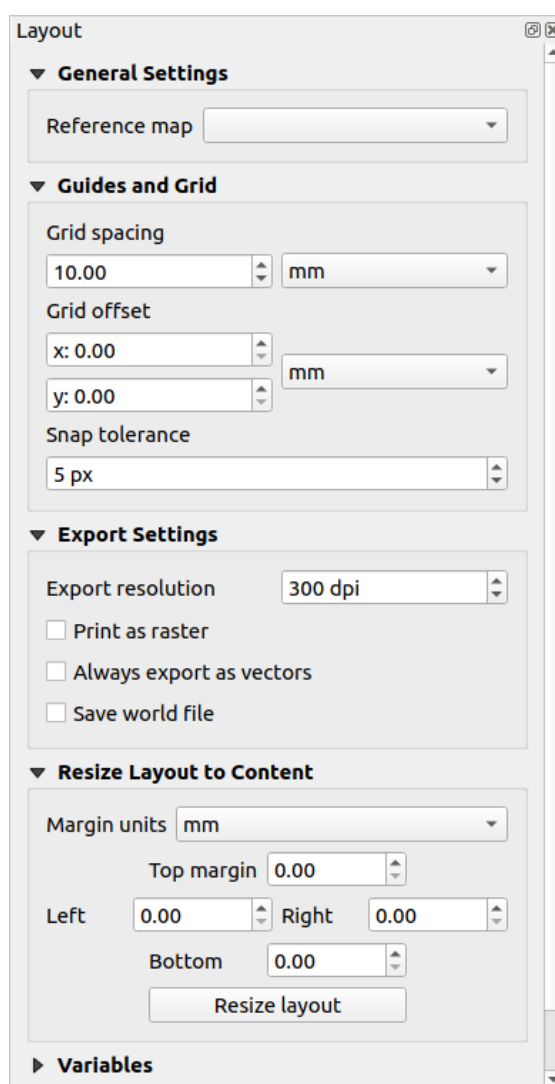 Layout
General Settings
Reference map
Guides and Grid
Grid spacing
10.00 mm
Grid offset
x: 0.00
mm
y: 0.00
Snap tolerance
5 px
Export Settings
Export resolution 300 dpi
Print as raster
Always export as vectors
Save world file
Resize Layout to Content
Margin units mm
Top margin 0.00
Left 0.00 Right 0.00
Bottom 0.00
Resize layout
Variables